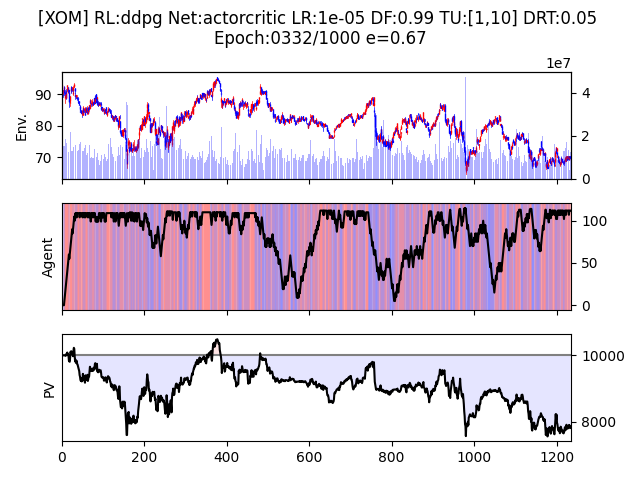 [XOM] RL:ddpg Net:actorcritic LR:1e-05 DF:0.99 TU:[1,10] DRT:0.05
Epoch:0332/1000 e=0.67
1e7
Env.
90
80
70
4
2
0
Agent
100
50
0
PV
10000
8000
0 200 400 600 800 1000 1200